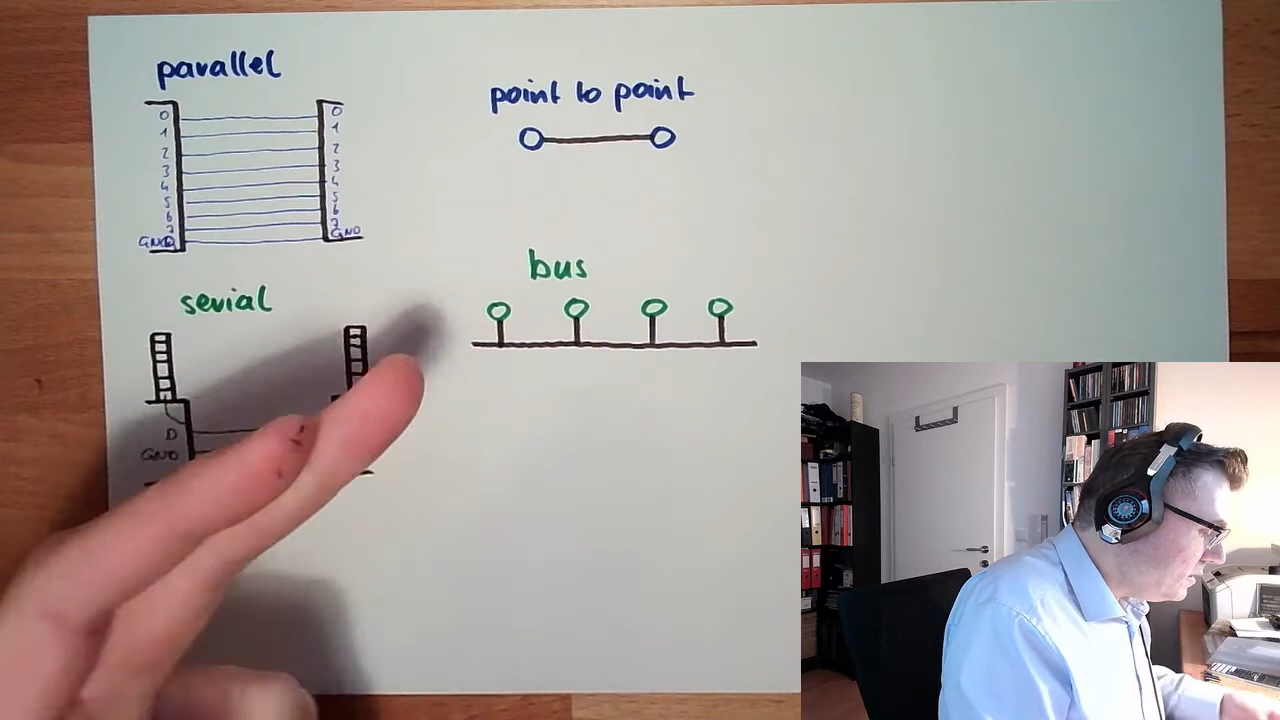 parallel
0 0
1 1
2 2
3 3
4 4
5 5
6 6
7 7
GND GND
point to point
serial
D
GND
bus